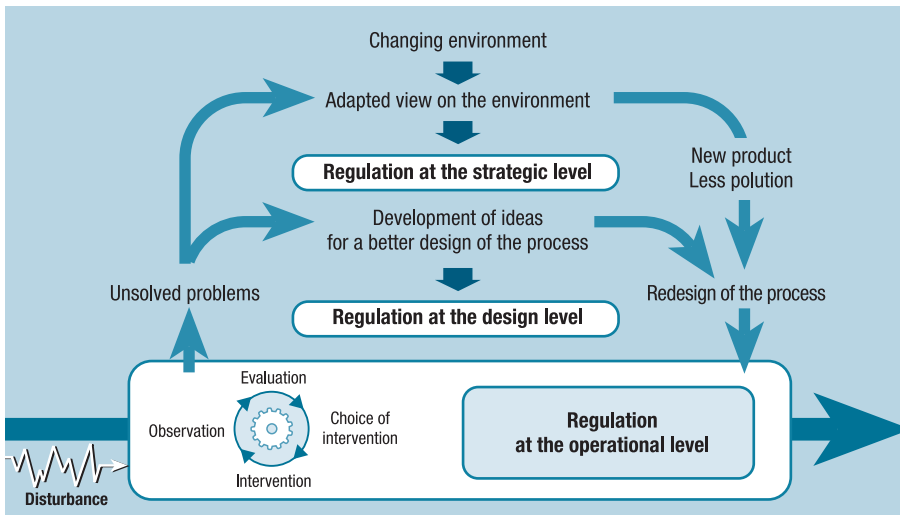 Changing environment
Adapted view on the environment
Regulation at the strategic level
New product
Less polution
Development of ideas
for a better design of the process
Unsolved problems
Redesign of the process
Regulation at the design level
Evaluation
Observation
Choice of
intervention
Intervention
Regulation
at the operational level
Disturbance